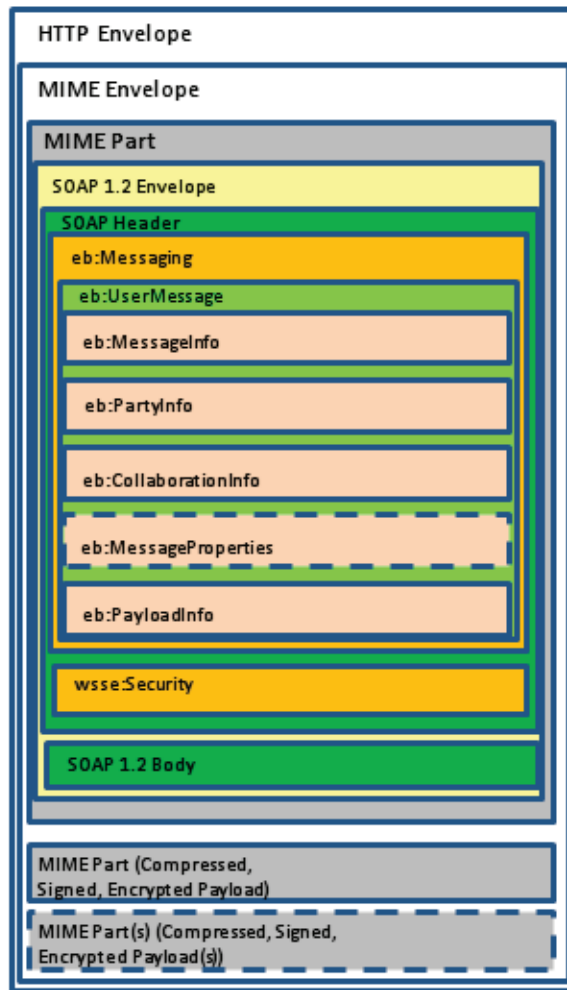 HTTP Envelope
MIME Envelope
MIME Part
SOAP 1.2 Envelope
SOAP Header
eb:Messaging
eb:UserMessage
eb:MessageInfo
eb:PartyInfo
eb:CollaborationInfo
eb:MessageProperties
eb:PayloadInfo
wsse:Security
SOAP 1.2 Body
MIME Part (Compressed,
Signed, Encrypted Payload)
MIME Part(s) (Compressed, Signed,
Encrypted Payload(s))